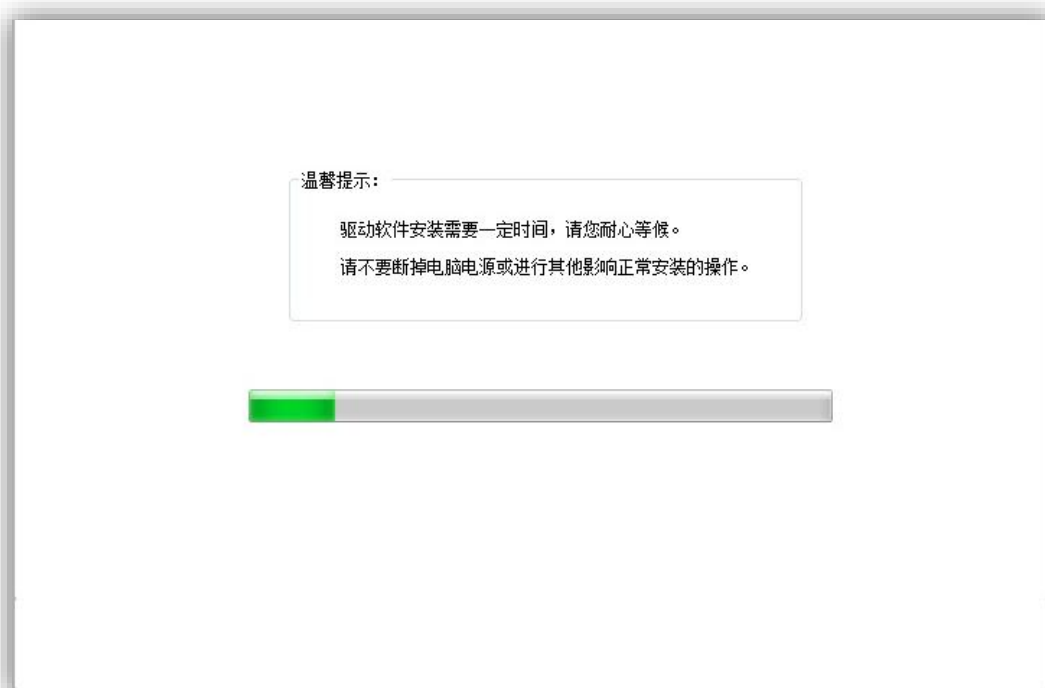 温馨提示：
驱动软件安装需要一定时间，请您耐心等候。
请不要断掉电脑电源或进行其他影响正常安装的操作。